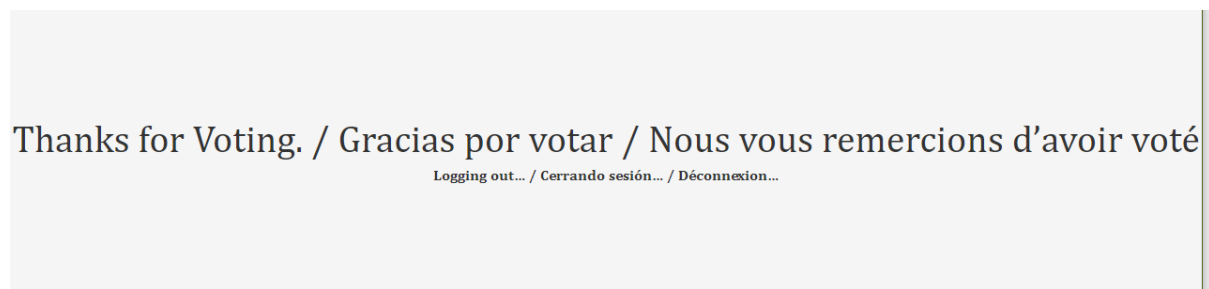 Thanks for Voting. / Gracias por votar / Nous vous remercions d’avoir voté
Logging out... / Cerrando sesión... / Déconnexion...